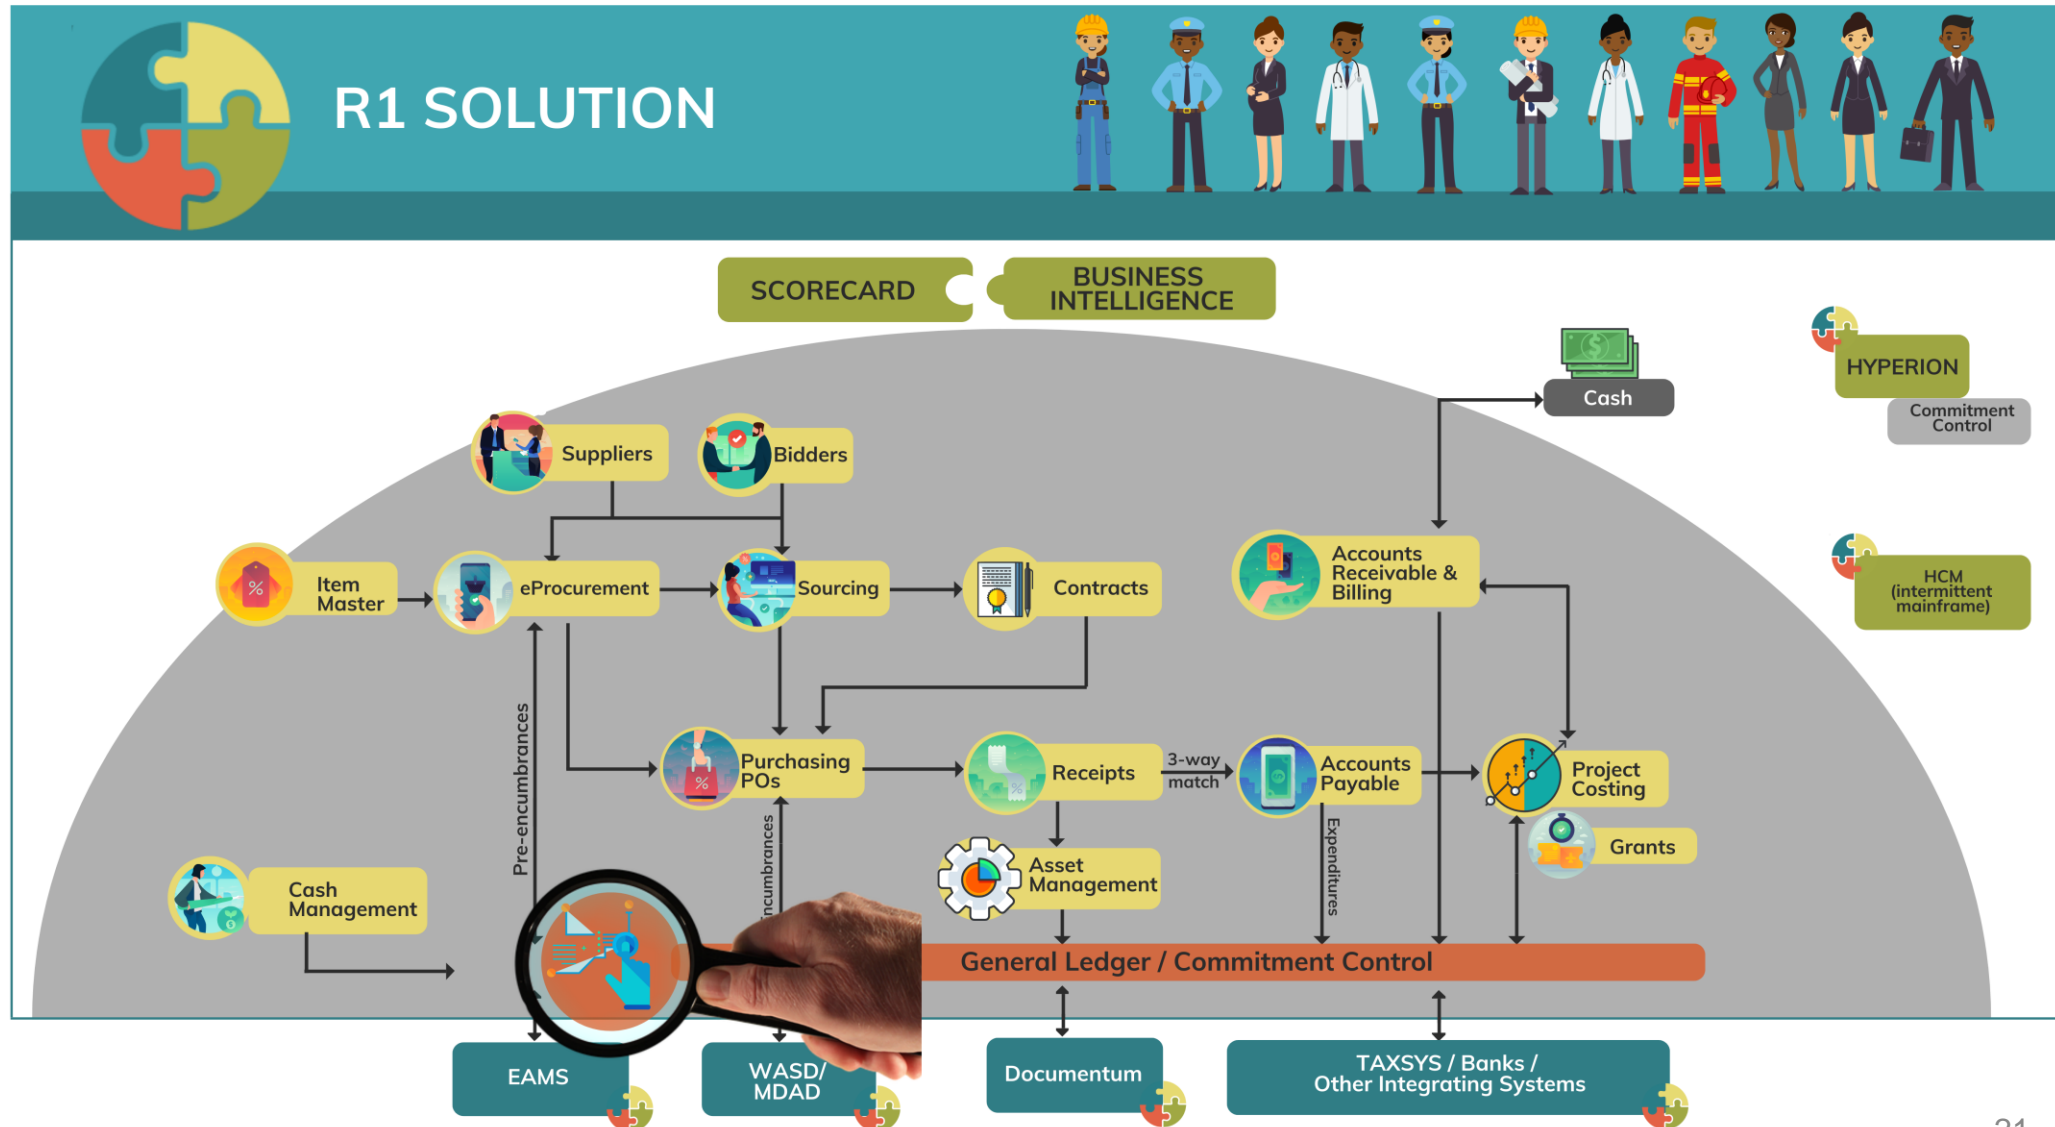 R1 SOLUTION
SCORECARD
BUSINESS
INTELLIGENCE
Cash
HYPERION
Commitment
Control
Suppliers
Bidders
Item
Master
eProcurement
Sourcing
Contracts
Accounts
Receivable &
Billing
HCM
(intermittent
mainframe)
Pre-encumbrances
Purchasing
POs
Receipts
3-way
match
Accounts
Payable
Project
Costing
Grants
Expenditures
Asset
Management
Cash
Management
General Ledger / Commitment Control
EAMS
WASD/
MDAD
Documentum
TAXSYS / Banks /
Other Integrating Systems